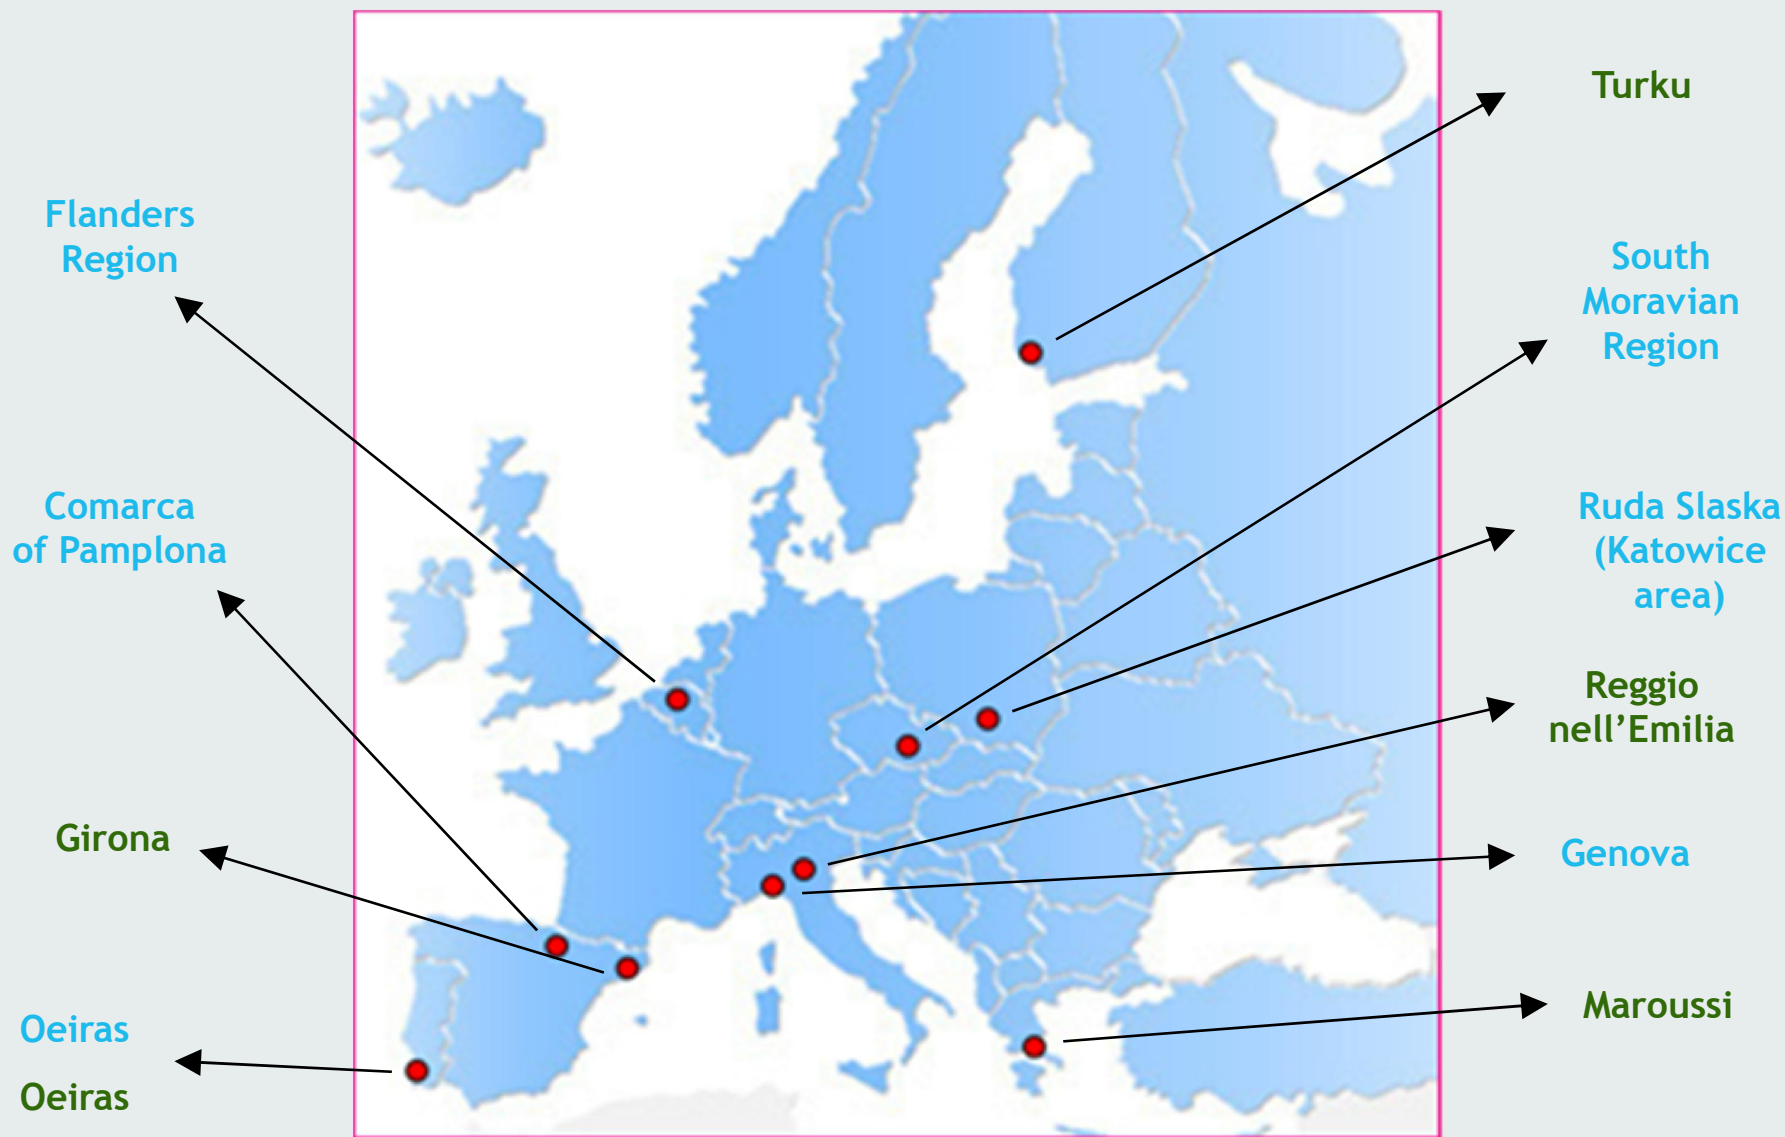 Flanders
Region
Comarca
of Pamplona
Girona
Oeiras
Oeiras
Turku
South
Moravian
Region
Ruda Slaska
(Katowice
area)
Reggio
nell’Emilia
Genova
Maroussi